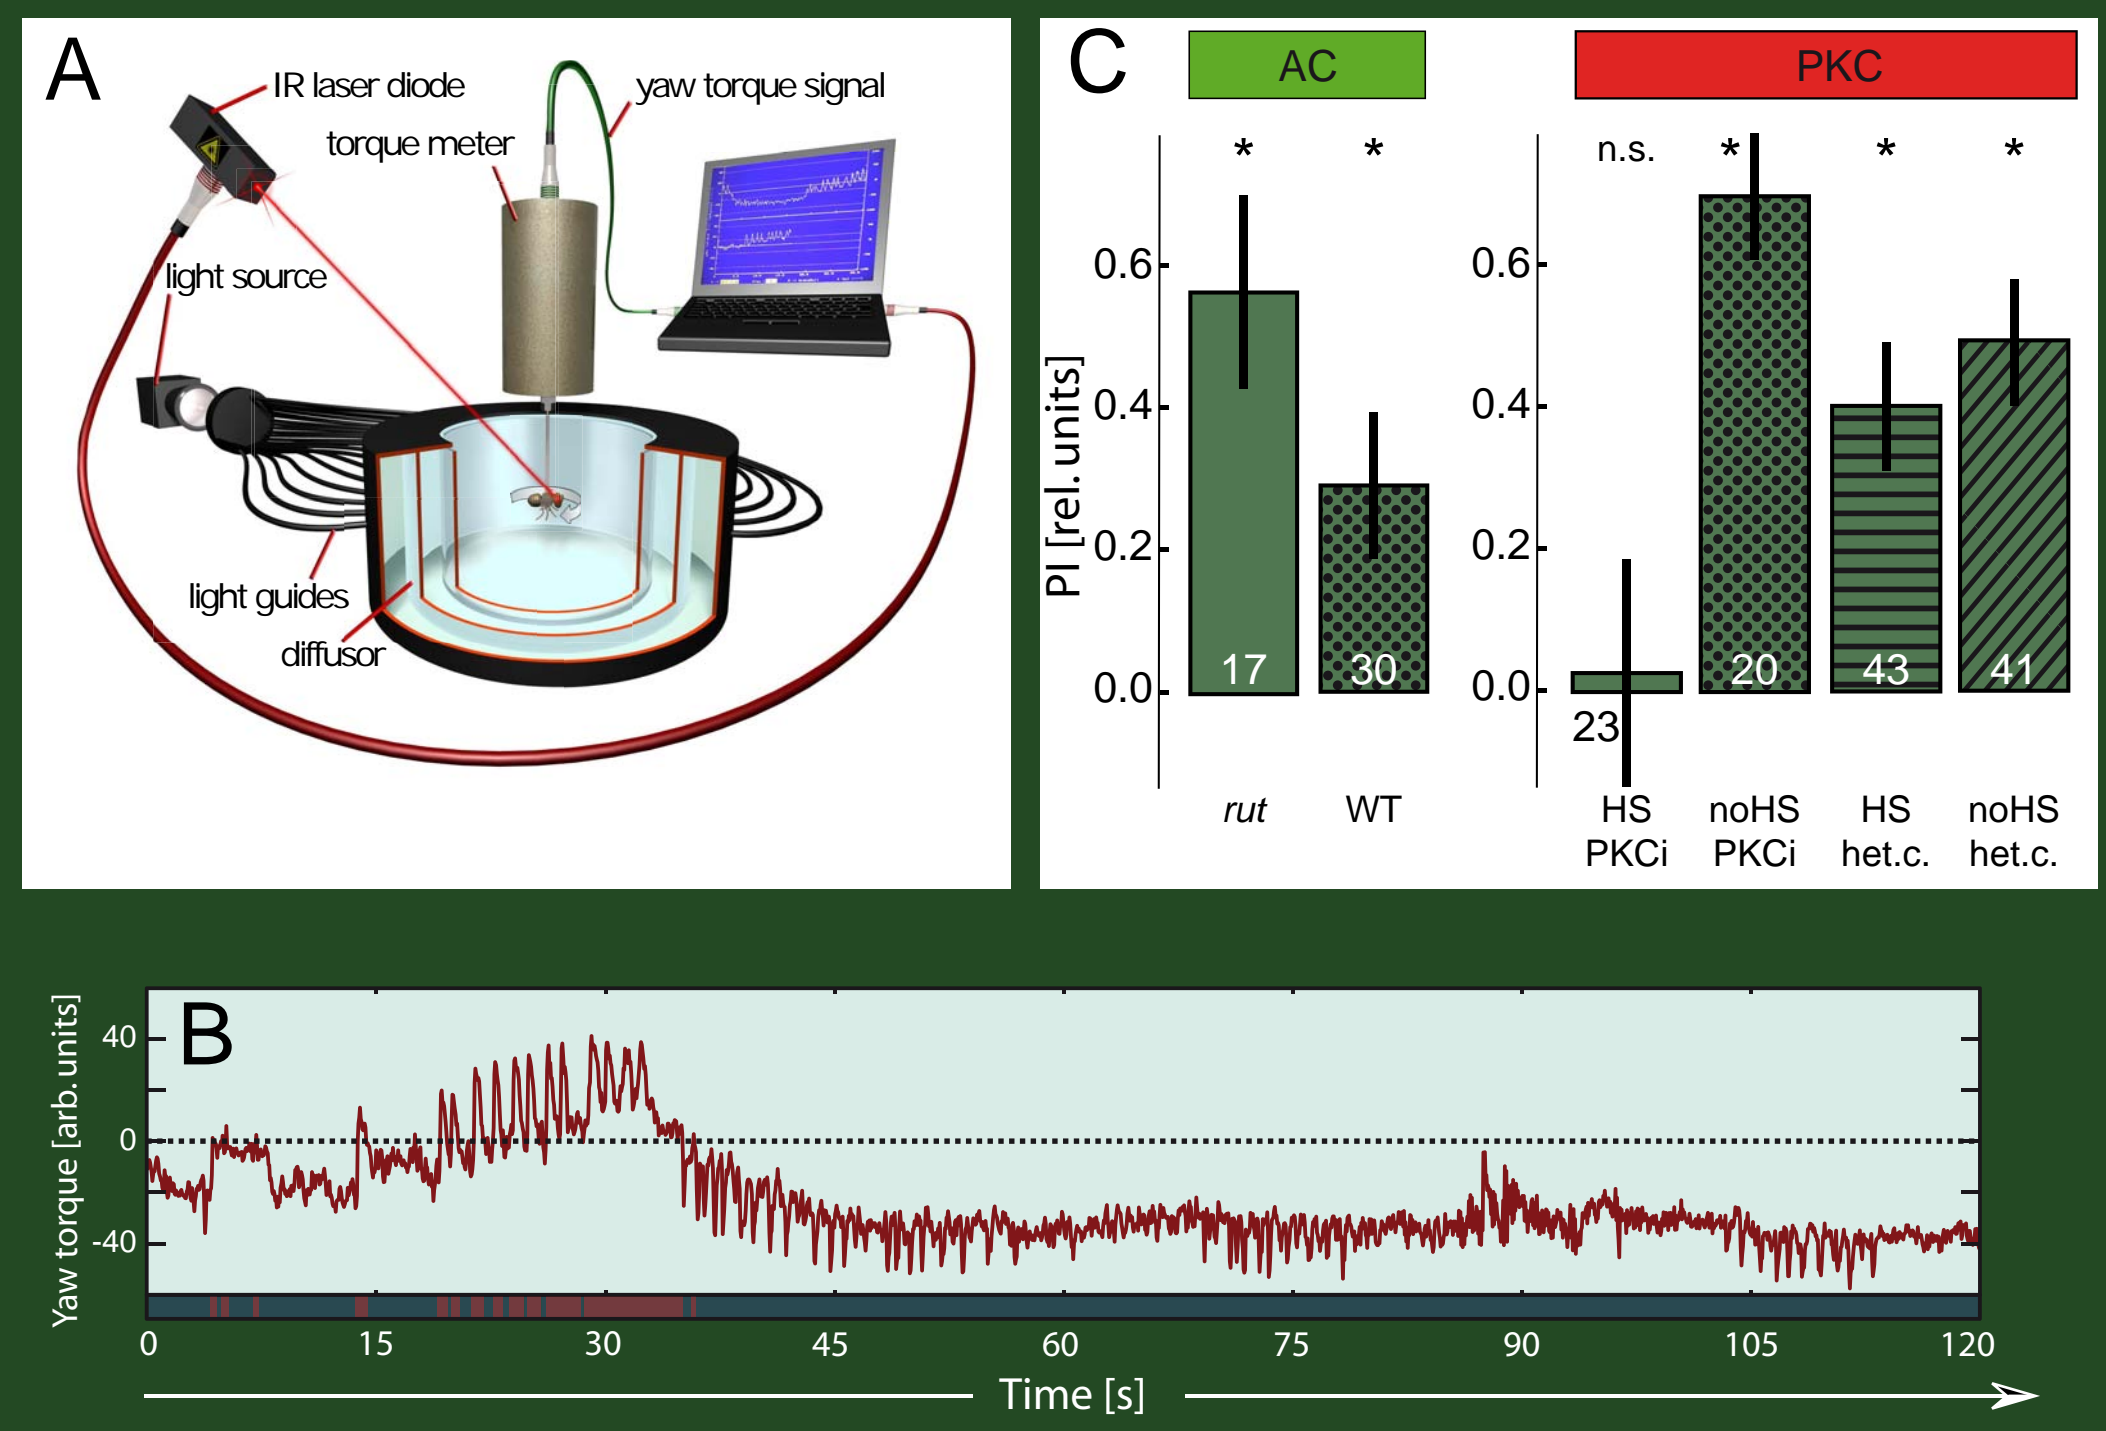 A
IR laser diode
yaw torque signal
torque meter
light source
light guides
diffusor
C
AC
PKC
* *
n.s. * * *
PI [rel. units]
0.6
0.4
0.2
0.0
0.6
0.4
0.2
0.0
17
30
23
20
43
41
rut
WT
HS
PKCi
noHS
PKCi
HS
het.c.
noHS
het.c.
B
Yaw torque [arb. units]
40
0
-40
0 15 30 45 60 75 90 105 120
Time [s]